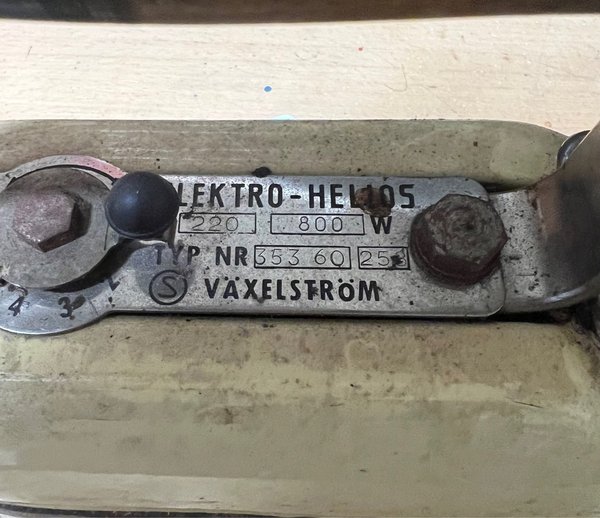 LEKTRO-HELIOS
220 800 W
TYP NR 353 60 25
S VÄXELSTRÖM
4 3